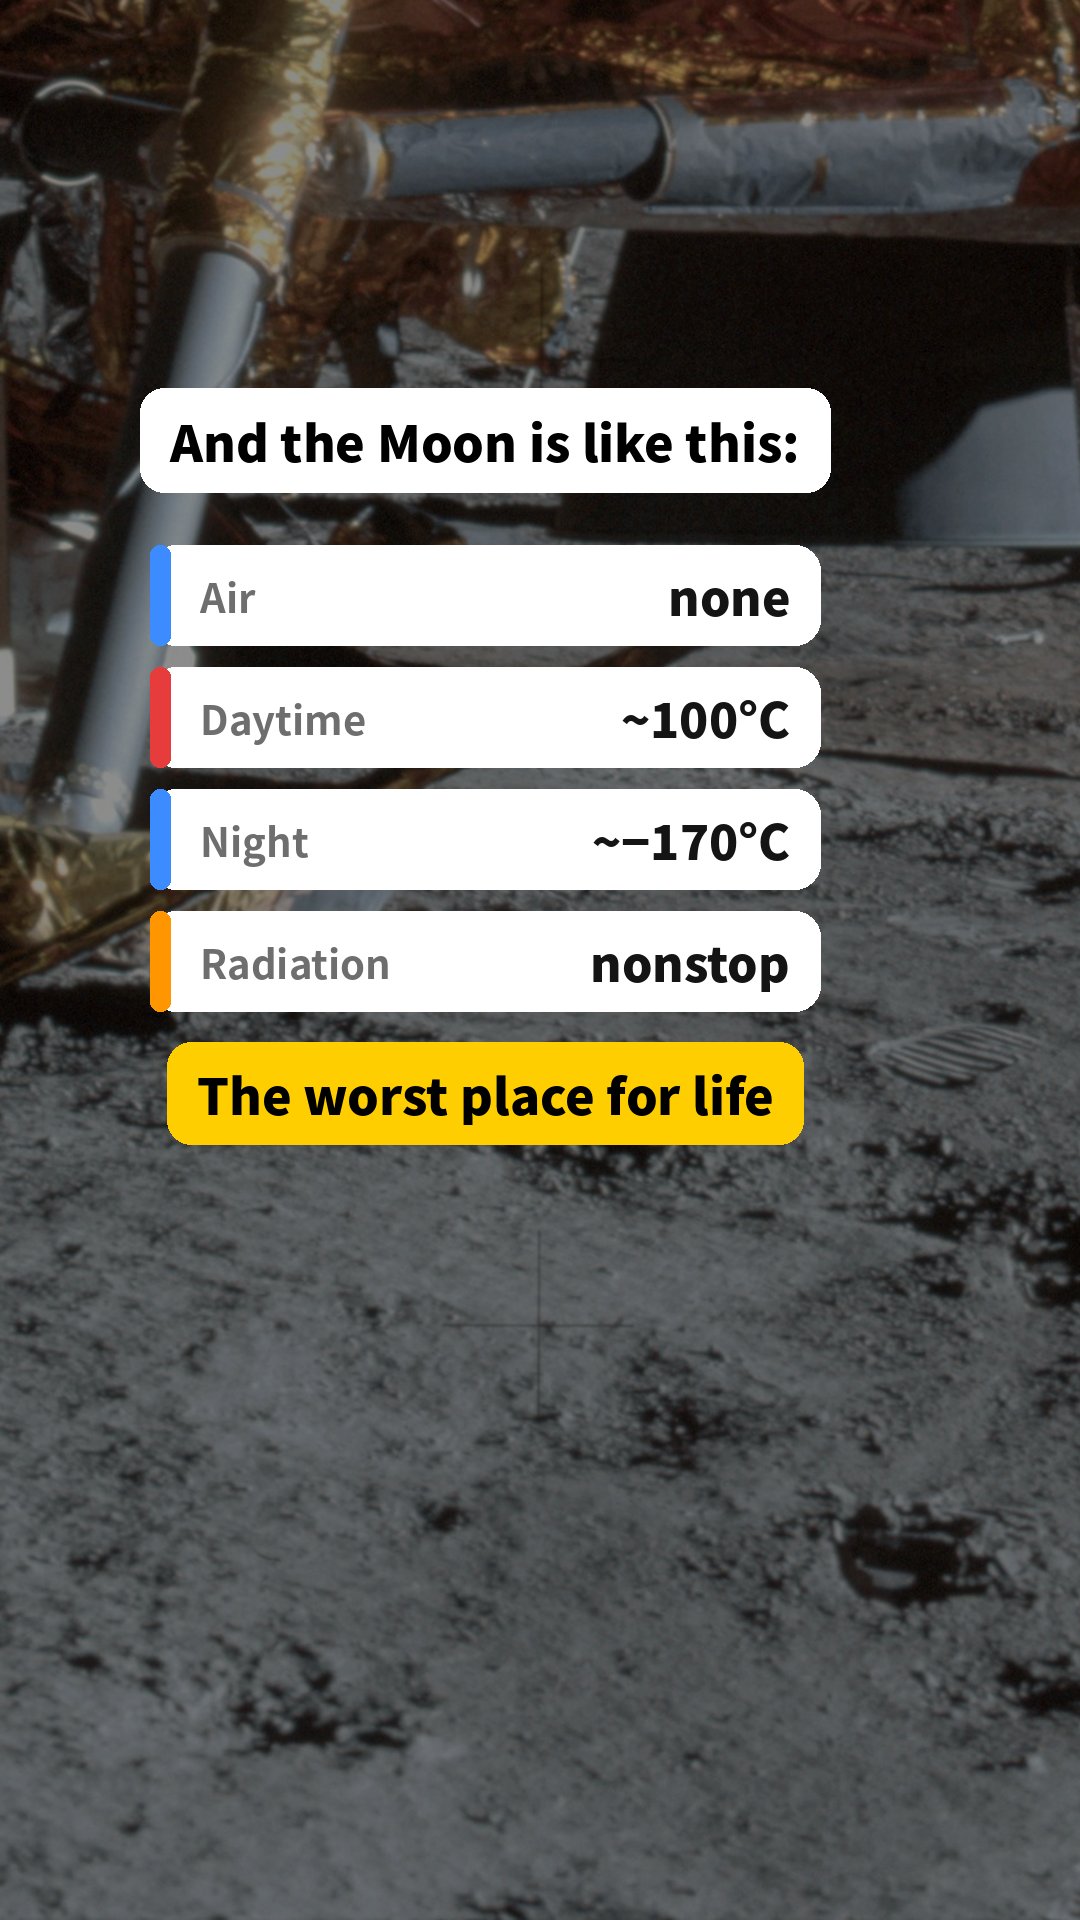 And the Moon is like this:
Air none
Daytime ~100°C
Night ~−170°C
Radiation nonstop
The worst place for life